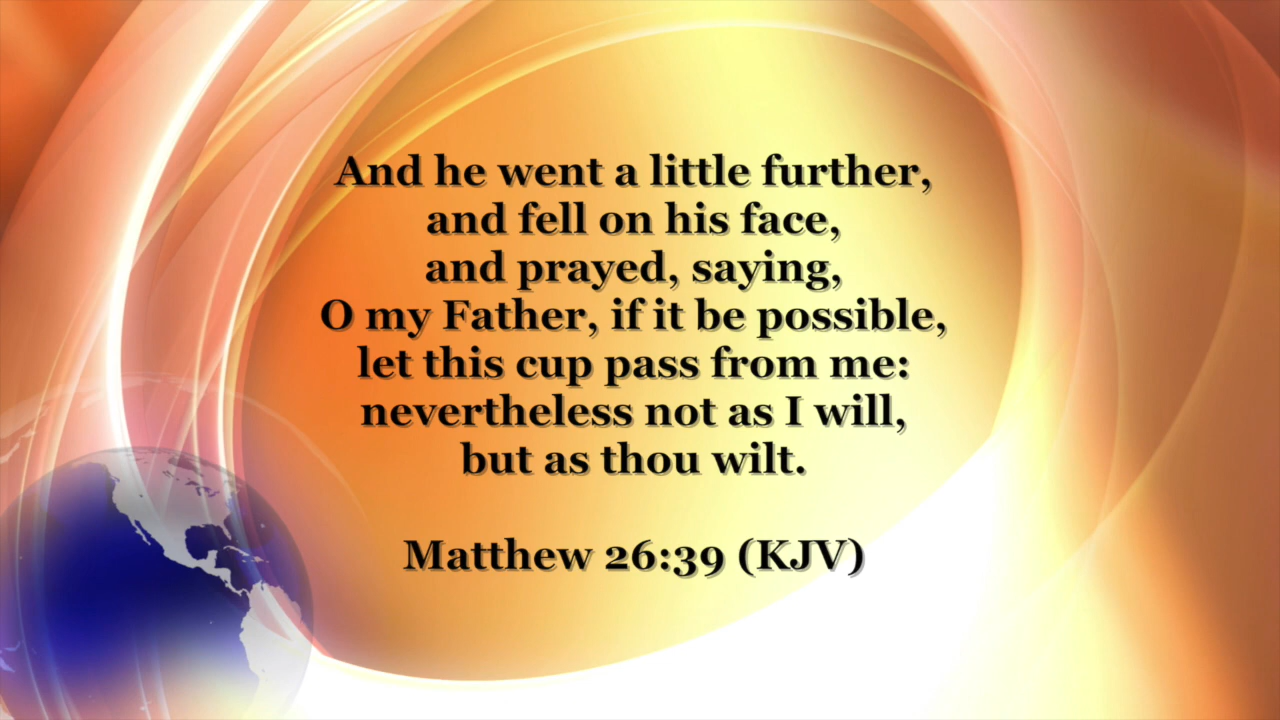 And he went a little further,
and fell on his face,
and prayed, saying,
O my Father, if it be possible,
let this cup pass from me:
nevertheless not as I will,
but as thou wilt.
Matthew 26:39 (KJV)